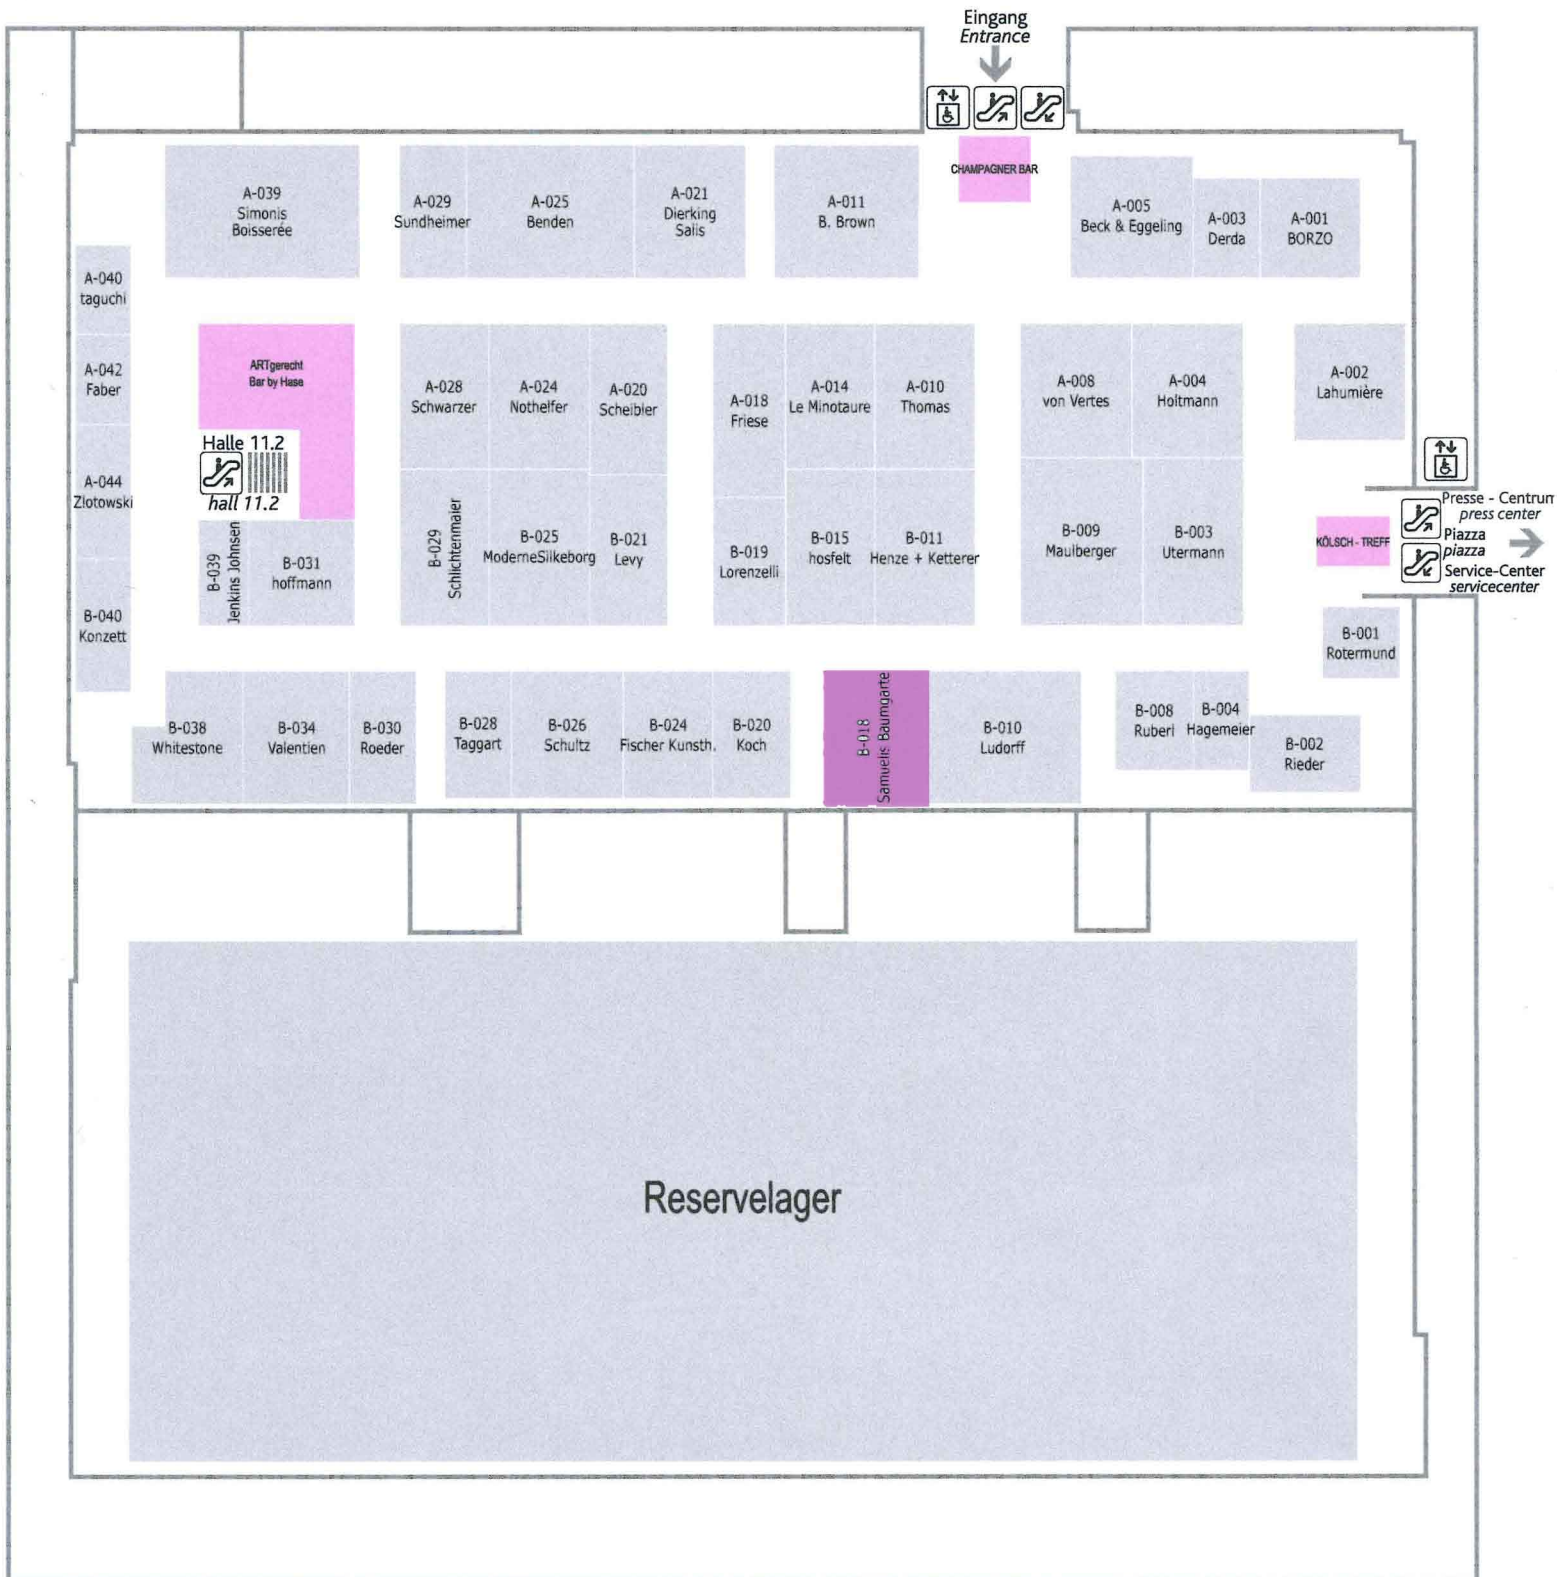 Eingang
Entrance
CHAMPAGNER BAR
A-039
Simonis
Boisserée
A-029
Sundheimer
A-025
Benden
A-021
Dierking
Salis
A-011
B. Brown
A-005
Beck & Eggeling
A-003
Derda
A-001
BORZO
A-040
taguchi
A-042
Faber
A-044
Zlotowski
B-040
Konzett
ARTgerecht
Bar by Hase
Halle 11.2
hall 11.2
B-039
Jenkins Johnsen
B-031
hoffmann
A-028
Schwarzer
A-024
Nothelfer
A-020
Scheibler
B-029
Schlichtenmaier
B-025
ModerneSilkeborg
B-021
Levy
A-018
Friese
A-014
Le Minotaure
A-010
Thomas
B-019
Lorenzelli
B-015
hosfelt
B-011
Henze + Ketterer
A-008
von Vertes
A-004
Holtmann
B-009
Maulberger
B-003
Utermann
A-002
Lahumière
KÖLSCH - TREFF
Presse - Centrum
press center
Piazza
piazza
Service-Center
servicecenter
B-001
Rotermund
B-038
Whitestone
B-034
Valentien
B-030
Roeder
B-028
Taggart
B-026
Schultz
B-024
Fischer Kunsth.
B-020
Koch
B-018
Samuelis Baumgarte
B-010
Ludorff
B-008
Ruberl
B-004
Hagemeier
B-002
Rieder
Reservelager